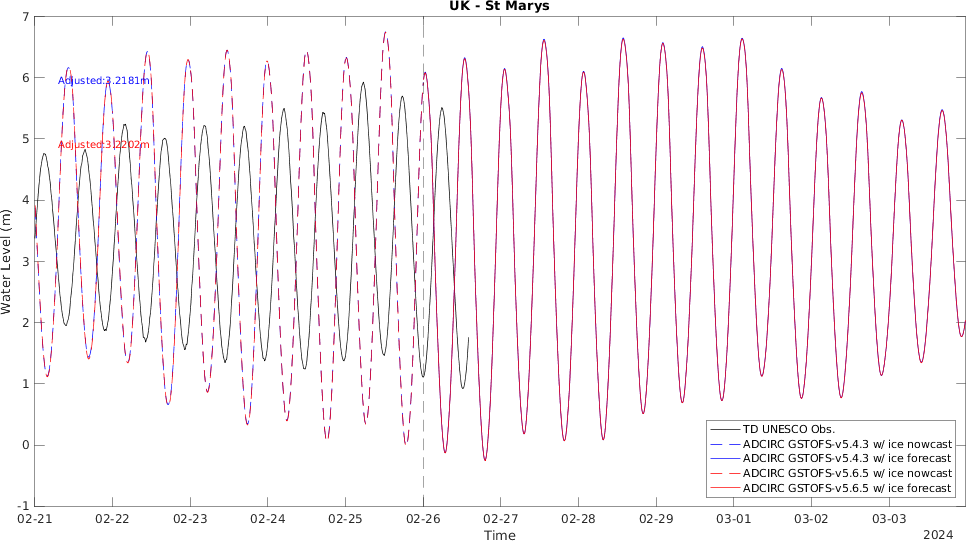 UK - St Marys
7
6
5
4
3
2
1
0
-1
Water Level (m)
Adjusted:3.2181m
Adjusted:3.2202m
TD UNESCO Obs.
ADCIRC GSTOFS-v5.4.3 w/ ice nowcast
ADCIRC GSTOFS-v5.4.3 w/ ice forecast
ADCIRC GSTOFS-v5.6.5 w/ ice nowcast
ADCIRC GSTOFS-v5.6.5 w/ ice forecast
02-21 02-22 02-23 02-24 02-25 02-26 02-27 02-28 02-29 03-01 03-02 03-03
Time
2024